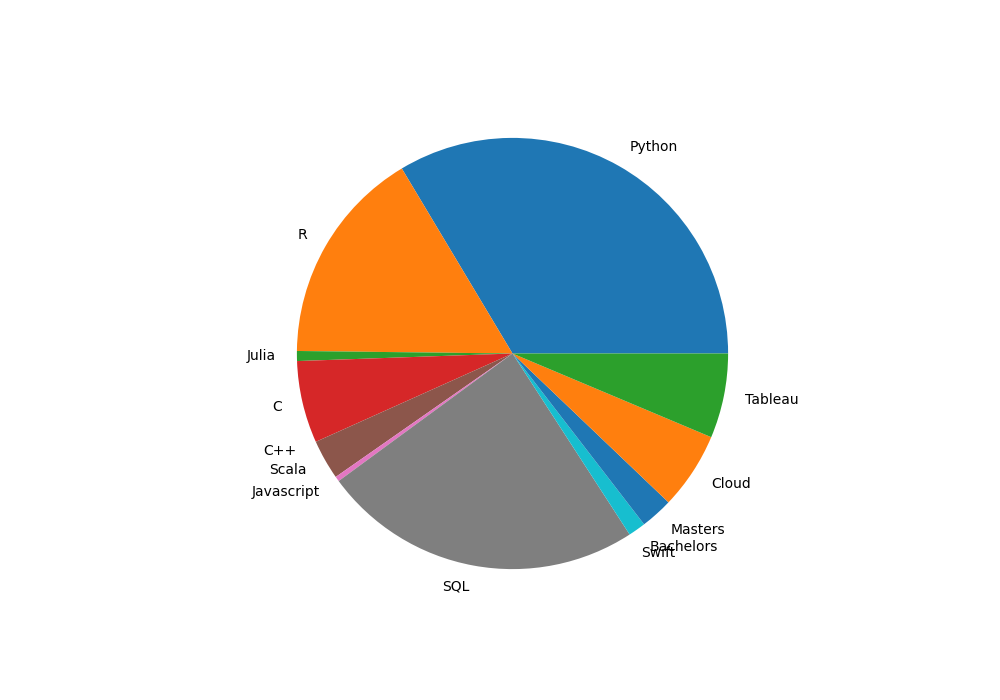 Python
R
Julia
C
C++
Scala
Javascript
SQL
Swift
Bachelors
Masters
Cloud
Tableau